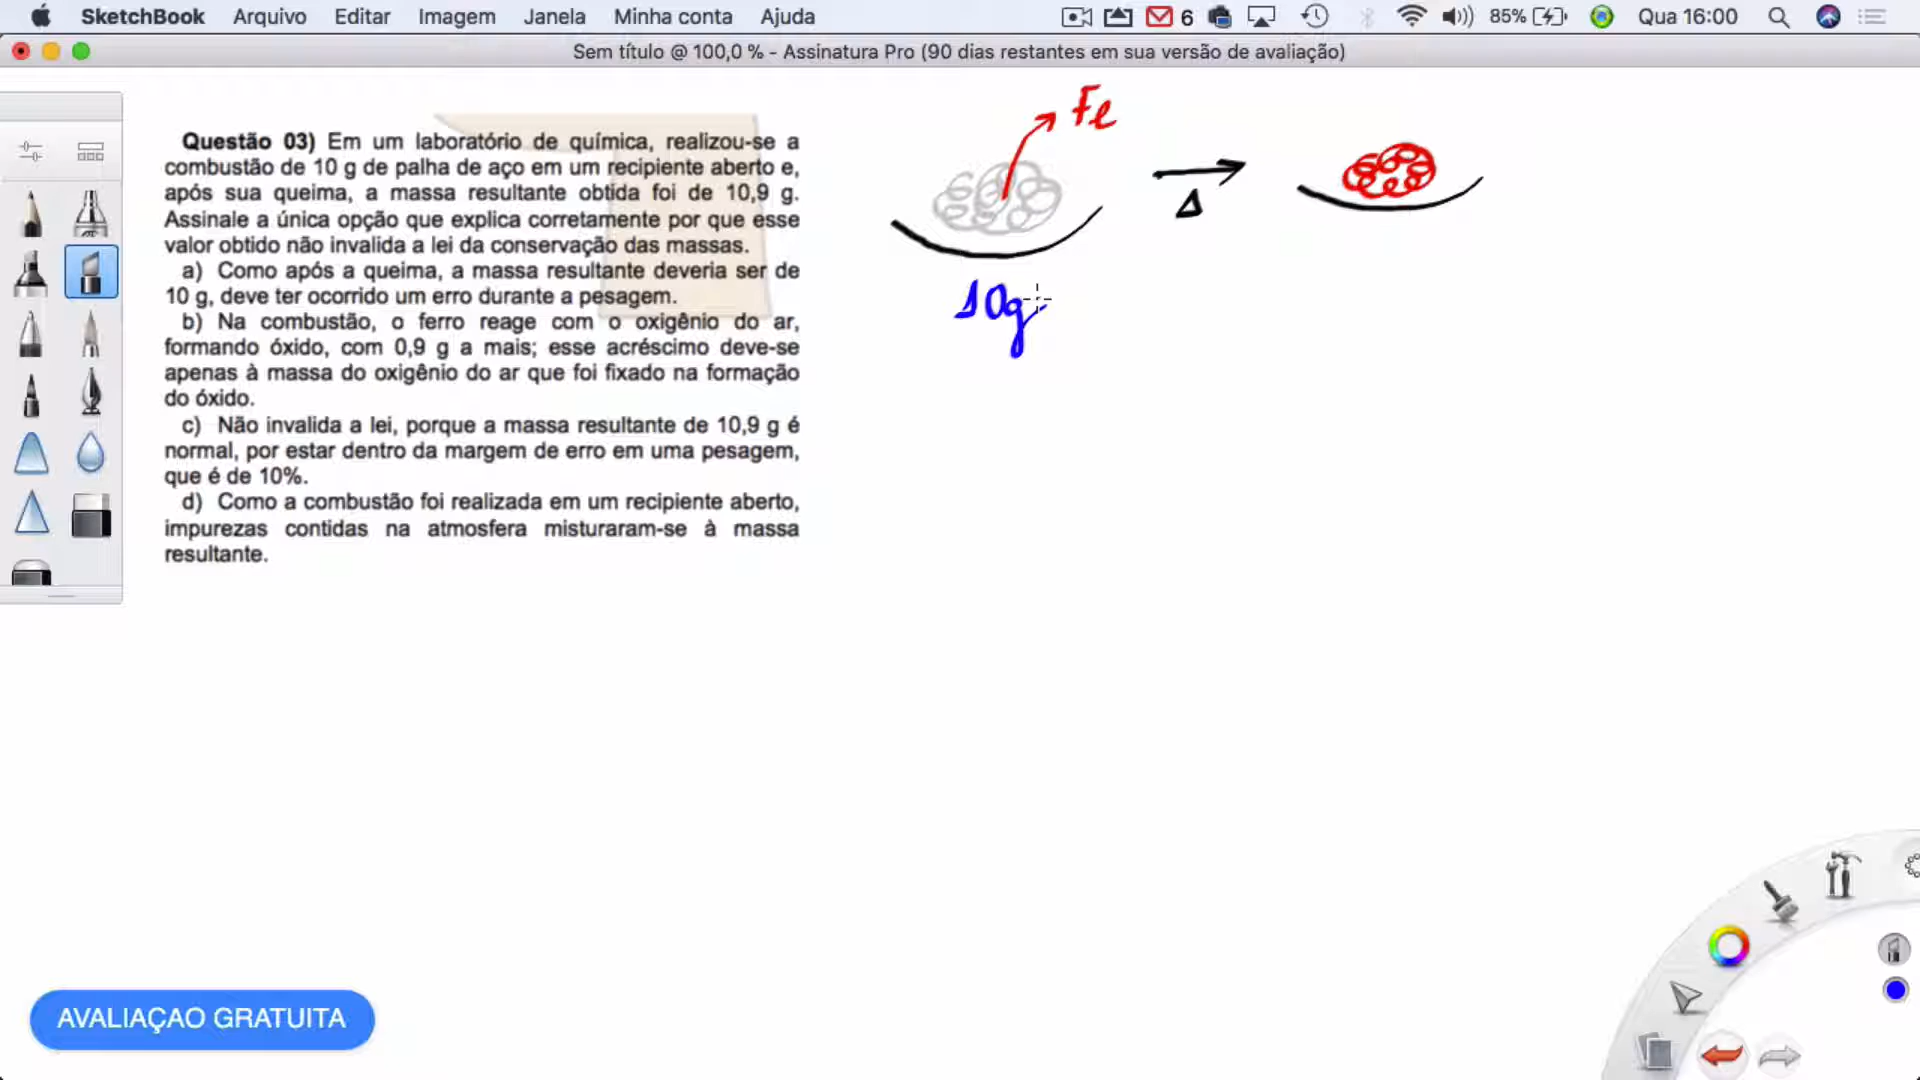 SketchBook Arquivo Editar Imagem Janela Minha conta Ajuda 6 85% Qua 16:00
Sem título @ 100,0 % - Assinatura Pro (90 dias restantes em sua versão de avaliação)
Questão 03) Em um laboratório de química, realizou-se a
combustão de 10 g de palha de aço em um recipiente aberto e,
após sua queima, a massa resultante obtida foi de 10,9 g.
Assinale a única opção que explica corretamente por que esse
valor obtido não invalida a lei da conservação das massas.
a) Como após a queima, a massa resultante deveria ser de
10 g, deve ter ocorrido um erro durante a pesagem.
b) Na combustão, o ferro reage com o oxigênio do ar,
formando óxido, com 0,9 g a mais; esse acréscimo deve-se
apenas à massa do oxigênio do ar que foi fixado na formação
do óxido.
c) Não invalida a lei, porque a massa resultante de 10,9 g é
normal, por estar dentro da margem de erro em uma pesagem,
que é de 10%.
d) Como a combustão foi realizada em um recipiente aberto,
impurezas contidas na atmosfera misturaram-se à massa
resultante.
Fe
Δ
10g
AVALIAÇAO GRATUITA